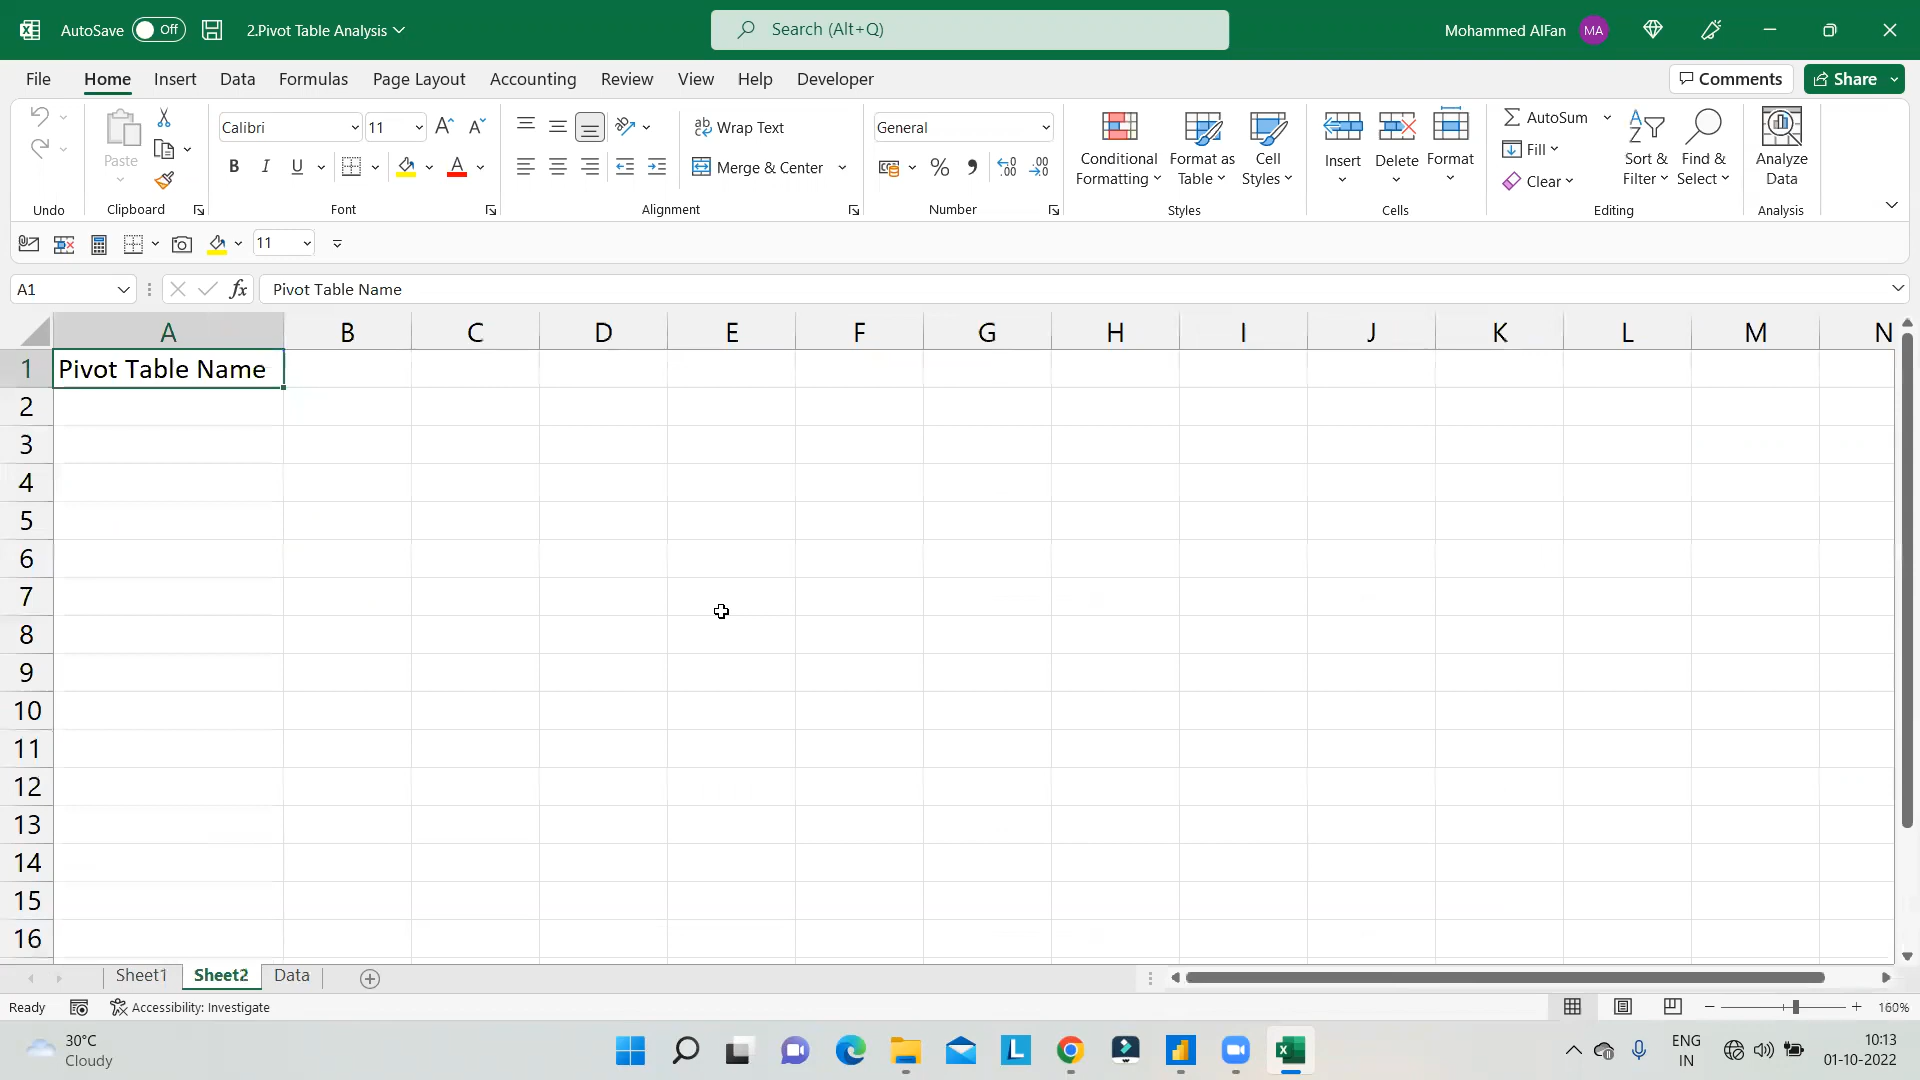 AutoSave Off 2.Pivot Table Analysis Search (Alt+Q) Mohammed AlFan MA
File Home Insert Data Formulas Page Layout Accounting Review View Help Developer Comments Share
Paste Calibri 11 Wrap Text General Conditional Formatting Format as Table Cell Styles Insert Delete Format AutoSum Sort & Filter Find & Select Analyze Data
B I U A Merge & Center % Fill
Clear
Undo Clipboard Font Alignment Number Styles Cells Editing Analysis
11
A1 fx Pivot Table Name
A B C D E F G H I J K L M N
1 Pivot Table Name
2
3
4
5
6
7
8
9
10
11
12
13
14
15
16
Sheet1 Sheet2 Data
Ready Accessibility: Investigate 160%
30°C ENG 10:13
Cloudy IN 01-10-2022